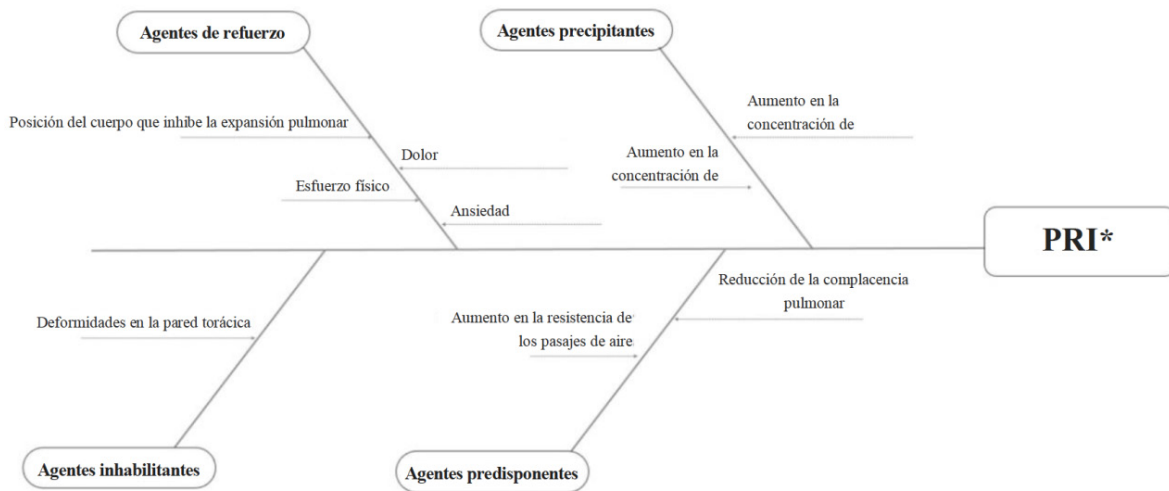 Agentes de refuerzo
Agentes precipitantes
Posición del cuerpo que inhibe la expansión pulmonar
Dolor
Esfuerzo físico
Ansiedad
Aumento en la
concentración de
Aumento en la
concentración de
PRI*
Deformidades en la pared torácica
Reducción de la complacencia
pulmonar
Aumento en la resistencia de
los pasajes de aire
Agentes inhabilitantes
Agentes predisponentes